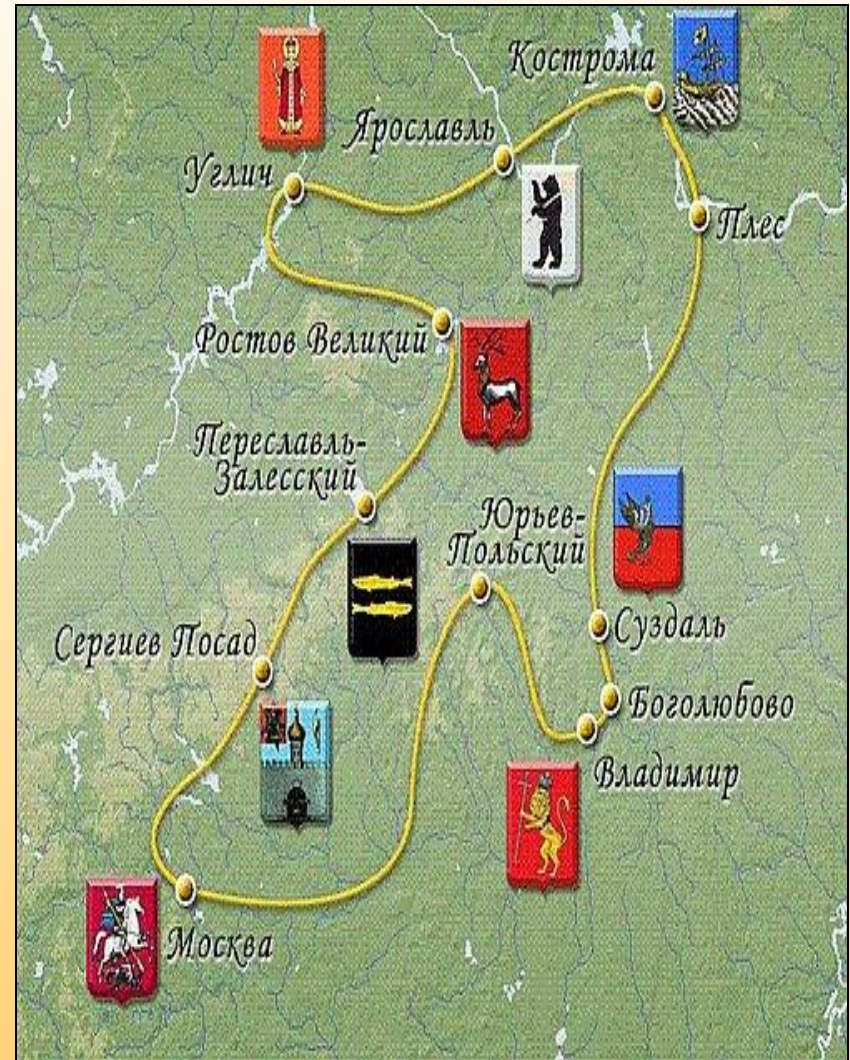 Кострома
Ярославль
Углич
Плес
Ростов Великий
Переславль-
Залесский
Юрьев-
Польский
Суздаль
Сергиев Посад
Боголюбово
Владимир
Москва